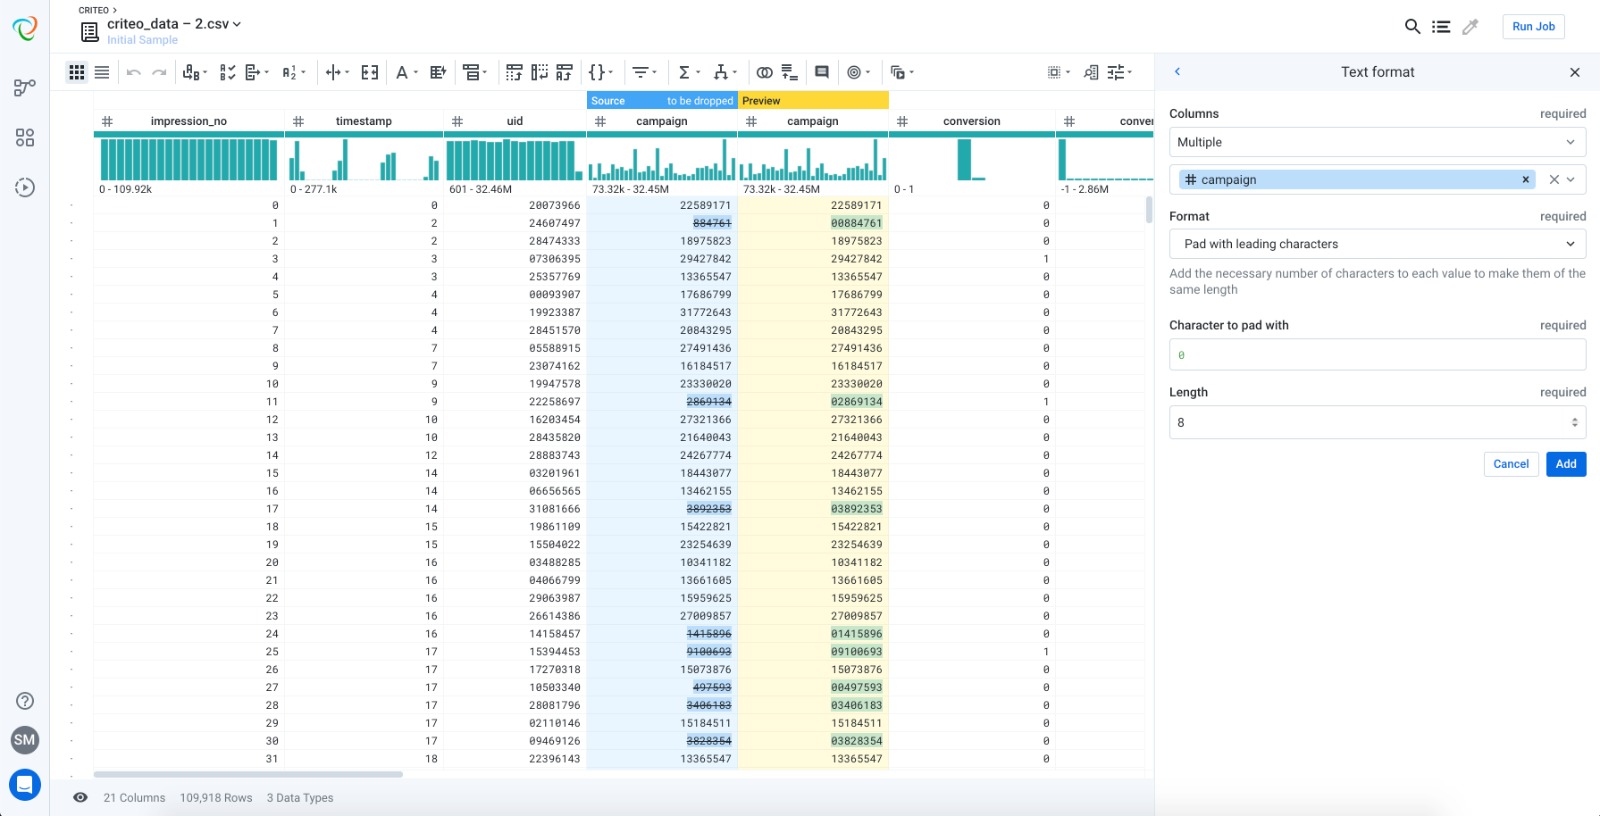 CRITEO >
criteo_data – 2.csv
Initial Sample
Run Job
Source to be dropped Preview
# impression_no # timestamp # uid # campaign # campaign # conversion # conver
0 - 109.92k 0 - 277.1k 601 - 32.46M 73.32k - 32.45M 73.32k - 32.45M 0 - 1 -1 - 2.86M
0 0 20073966 22589171 22589171 0
1 2 24607497 884761 00884761 0
2 2 28474333 18975823 18975823 0
3 3 07306395 29427842 29427842 1
4 3 25357769 13365547 13365547 0
5 4 00093907 17686799 17686799 0
6 4 19923387 31772643 31772643 0
7 4 28451570 20843295 20843295 0
8 7 05588915 27491436 27491436 0
9 7 23074162 16184517 16184517 0
10 9 19947578 23330020 23330020 0
11 9 22258697 2869134 02869134 1
12 10 16203454 27321366 27321366 0
13 10 28435820 21640043 21640043 0
14 12 28883743 24267774 24267774 0
15 14 03201961 18443077 18443077 0
16 14 06656565 13462155 13462155 0
17 14 31081666 3892353 03892353 0
18 15 19861109 15422821 15422821 0
19 15 15504022 23254639 23254639 0
20 16 03488285 10341182 10341182 0
21 16 04066799 13661605 13661605 0
22 16 29063987 15959625 15959625 0
23 16 26614386 27009857 27009857 0
24 16 14158457 1415896 01415896 0
25 17 15394453 9100693 09100693 1
26 17 17270318 15073876 15073876 0
27 17 10503340 497593 00497593 0
28 17 28081796 3406183 03406183 0
29 17 02110146 15184511 15184511 0
30 17 09469126 3828354 03828354 0
31 18 22396143 13365547 13365547 0
21 Columns 109,918 Rows 3 Data Types
SM
Text format
Columns required
Multiple
# campaign
Format required
Pad with leading characters
Add the necessary number of characters to each value to make them of the
same length
Character to pad with required
0
Length required
8
Cancel Add